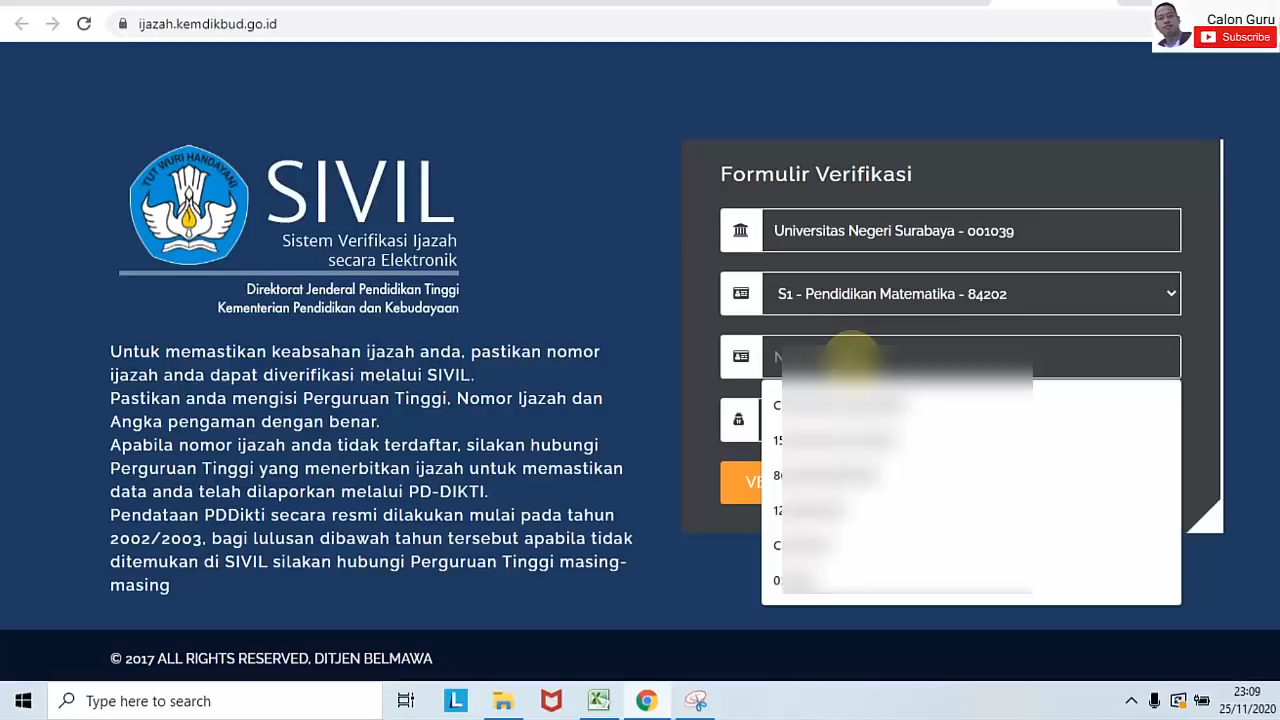 ijazah.kemdikbud.go.id
Calon Guru
Subscribe
TUT WURI HANDAYANI
SIVIL
Sistem Verifikasi Ijazah
secara Elektronik
Direktorat Jenderal Pendidikan Tinggi
Kementerian Pendidikan dan Kebudayaan
Untuk memastikan keabsahan ijazah anda, pastikan nomor
ijazah anda dapat diverifikasi melalui SIVIL.
Pastikan anda mengisi Perguruan Tinggi, Nomor Ijazah dan
Angka pengaman dengan benar.
Apabila nomor ijazah anda tidak terdaftar, silakan hubungi
Perguruan Tinggi yang menerbitkan ijazah untuk memastikan
data anda telah dilaporkan melalui PD-DIKTI.
Pendataan PDDikti secara resmi dilakukan mulai pada tahun
2002/2003, bagi lulusan dibawah tahun tersebut apabila tidak
ditemukan di SIVIL silakan hubungi Perguruan Tinggi masing-
masing
Formulir Verifikasi
Universitas Negeri Surabaya - 001039
S1 - Pendidikan Matematika - 84202
© 2017 ALL RIGHTS RESERVED, DITJEN BELMAWA
Type here to search
23:09
25/11/2020